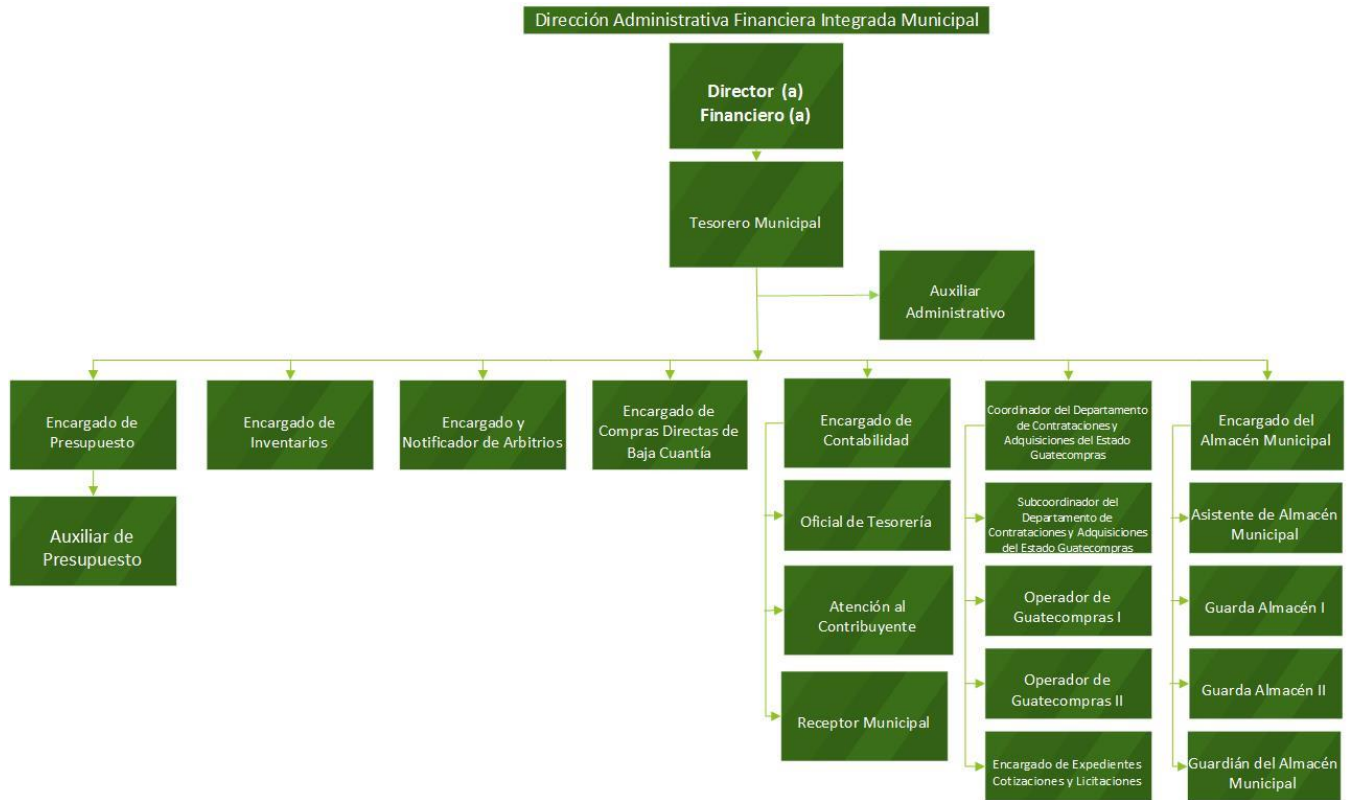 Dirección Administrativa Financiera Integrada Municipal
Director (a)
Financiero (a)
Tesorero Municipal
Auxiliar
Administrativo
Encargado de
Presupuesto
Encargado de
Inventarios
Encargado y
Notificador de Arbitrios
Encargado de
Compras Directas de
Baja Cuantía
Encargado de
Contabilidad
Coordinador del Departamento
de Contrataciones y
Adquisiciones del Estado
Guatecompras
Encargado del
Almacén Municipal
Auxiliar de
Presupuesto
Oficial de Tesorería
Subcoordinador del
Departamento de
Contrataciones y Adquisiciones
del Estado Guatecompras
Asistente de Almacén
Municipal
Atención al
Contribuyente
Operador de
Guatecompras I
Guarda Almacén I
Receptor Municipal
Operador de
Guatecompras II
Guarda Almacén II
Encargado de Expedientes
Cotizaciones y Licitaciones
Guardián del Almacén
Municipal